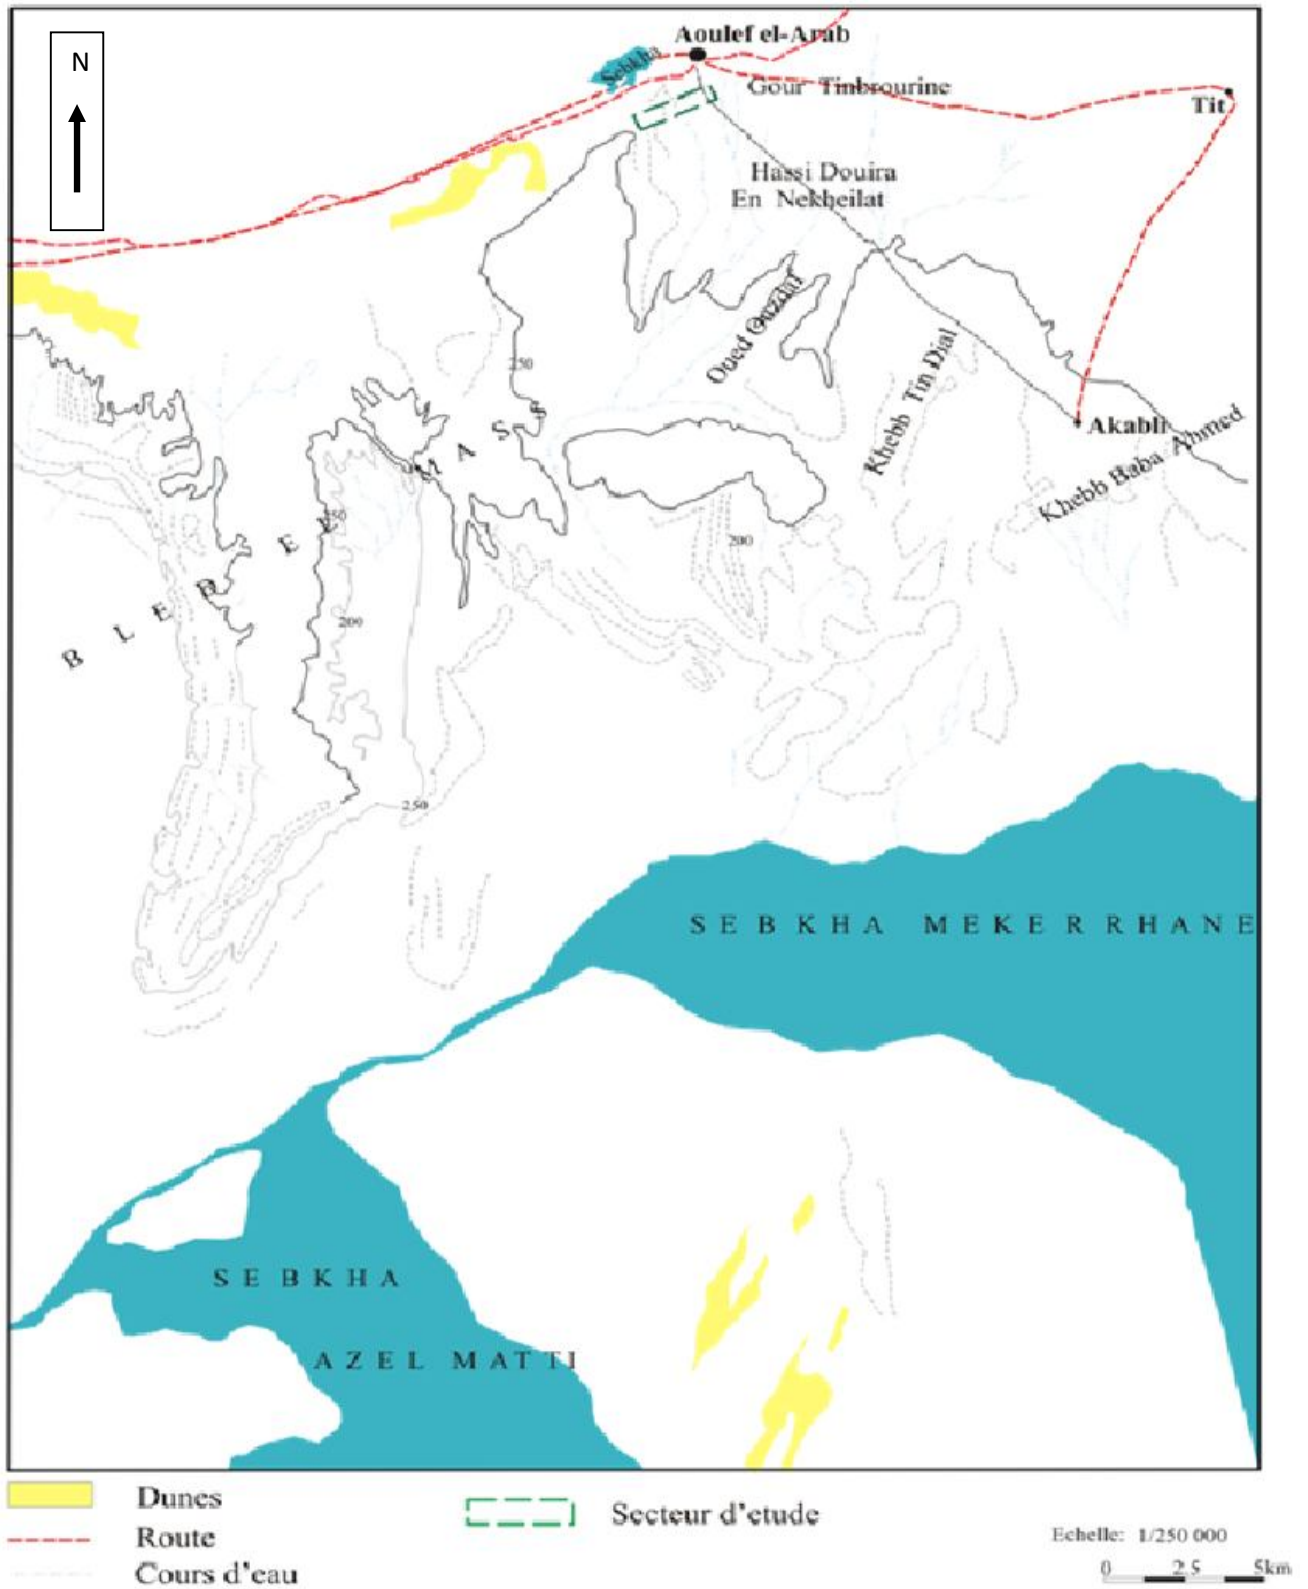 N
Aoulef el-Arab
Sebkha
Gour Tinbrourine
Tit
Hassi Douira
En Nekheilat
Oued Ouzdaf
250
Khebb Tin Dial
Akabli
Khebb Baba Ahmed
B L E D E L M A S S
250
200
200
250
SEBKHA MEKERRHANE
SEBKHA
AZEL MATTI
Dunes
Route
Cours d'eau
Secteur d'etude
Echelle: 1/250 000
0 2.5 5km